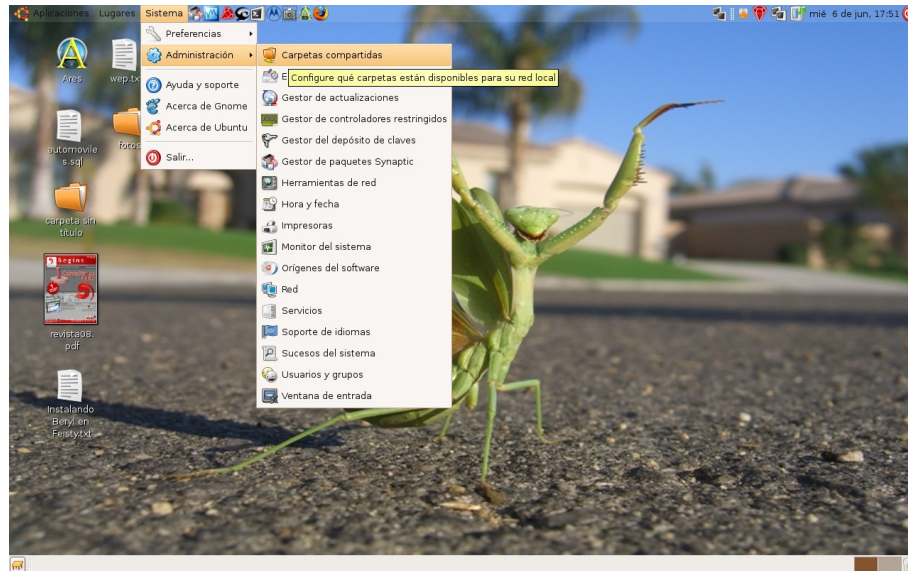 Aplicaciones Lugares Sistema
mié 6 de jun, 17:51
Preferencias
Administración
Ayuda y soporte
Acerca de Gnome
Acerca de Ubuntu
Salir...
Carpetas compartidas
E
Configure qué carpetas están disponibles para su red local
Gestor de actualizaciones
Gestor de controladores restringidos
Gestor del depósito de claves
Gestor de paquetes Synaptic
Herramientas de red
Hora y fecha
Impresoras
Monitor del sistema
Orígenes del software
Red
Servicios
Soporte de idiomas
Sucesos del sistema
Usuarios y grupos
Ventana de entrada
Ares
wep.tx
automovile
s.sql
fotos
carpeta sin
título
Begins
revista08.
pdf
Instalando
Beryl en
Feisty.txt